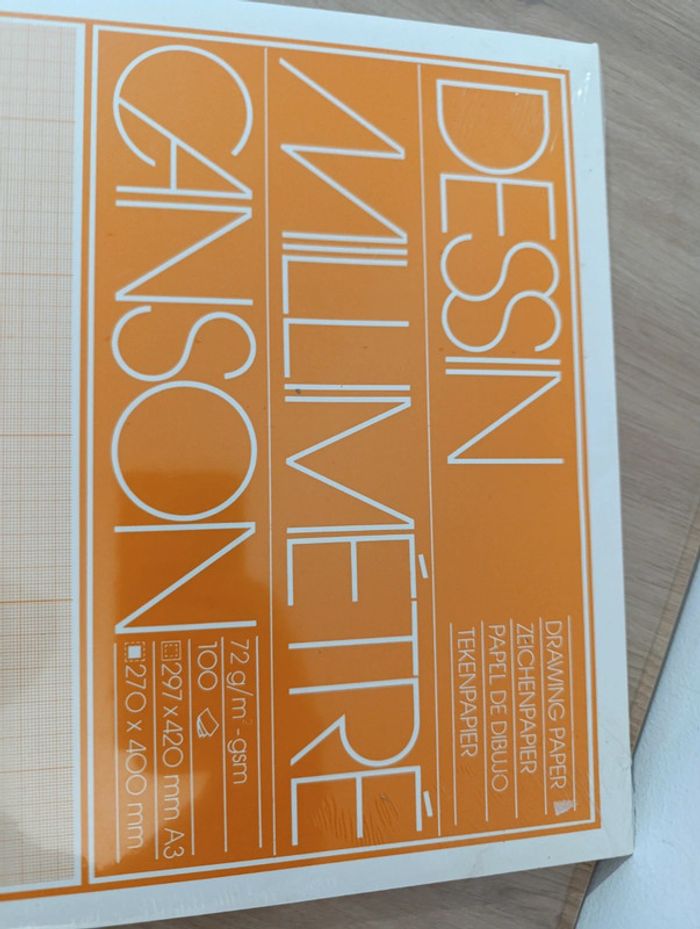 DESSIN
DRAWING PAPER
ZEICHENPAPIER
PAPEL DE DIBUJO
TEKENPAPIER
MILLIMÉTRÉ
CANSON
72 g/m² - gsm
100
297 x 420 mm A3
270 x 400 mm